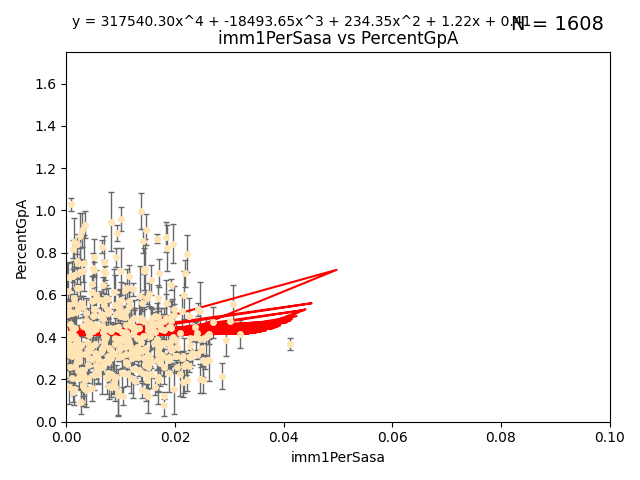 y = 317540.30x^4 + -18493.65x^3 + 234.35x^2 + 1.22x + 0.41
N = 1608
imm1PerSasa vs PercentGpA
1.6
1.4
1.2
1.0
0.8
0.6
0.4
0.2
0.0
PercentGpA
0.00 0.02 0.04 0.06 0.08 0.10
imm1PerSasa